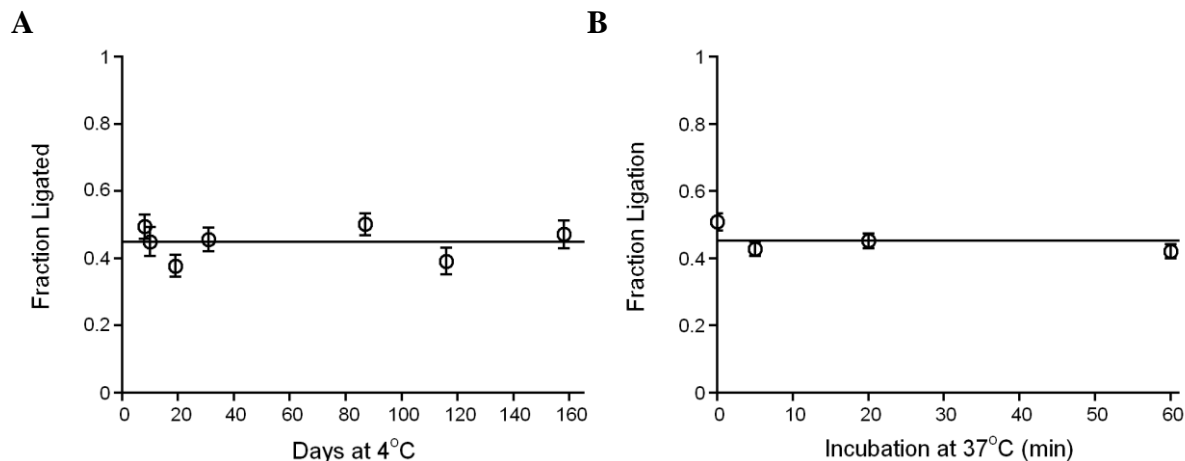 A
B
1
0.8
0.6
0.4
0.2
0
Fraction Ligated
0 20 40 60 80 100 120 140 160
Days at 4°C
1
0.8
0.6
0.4
0.2
0
Fraction Ligation
0 10 20 30 40 50 60
Incubation at 37°C (min)